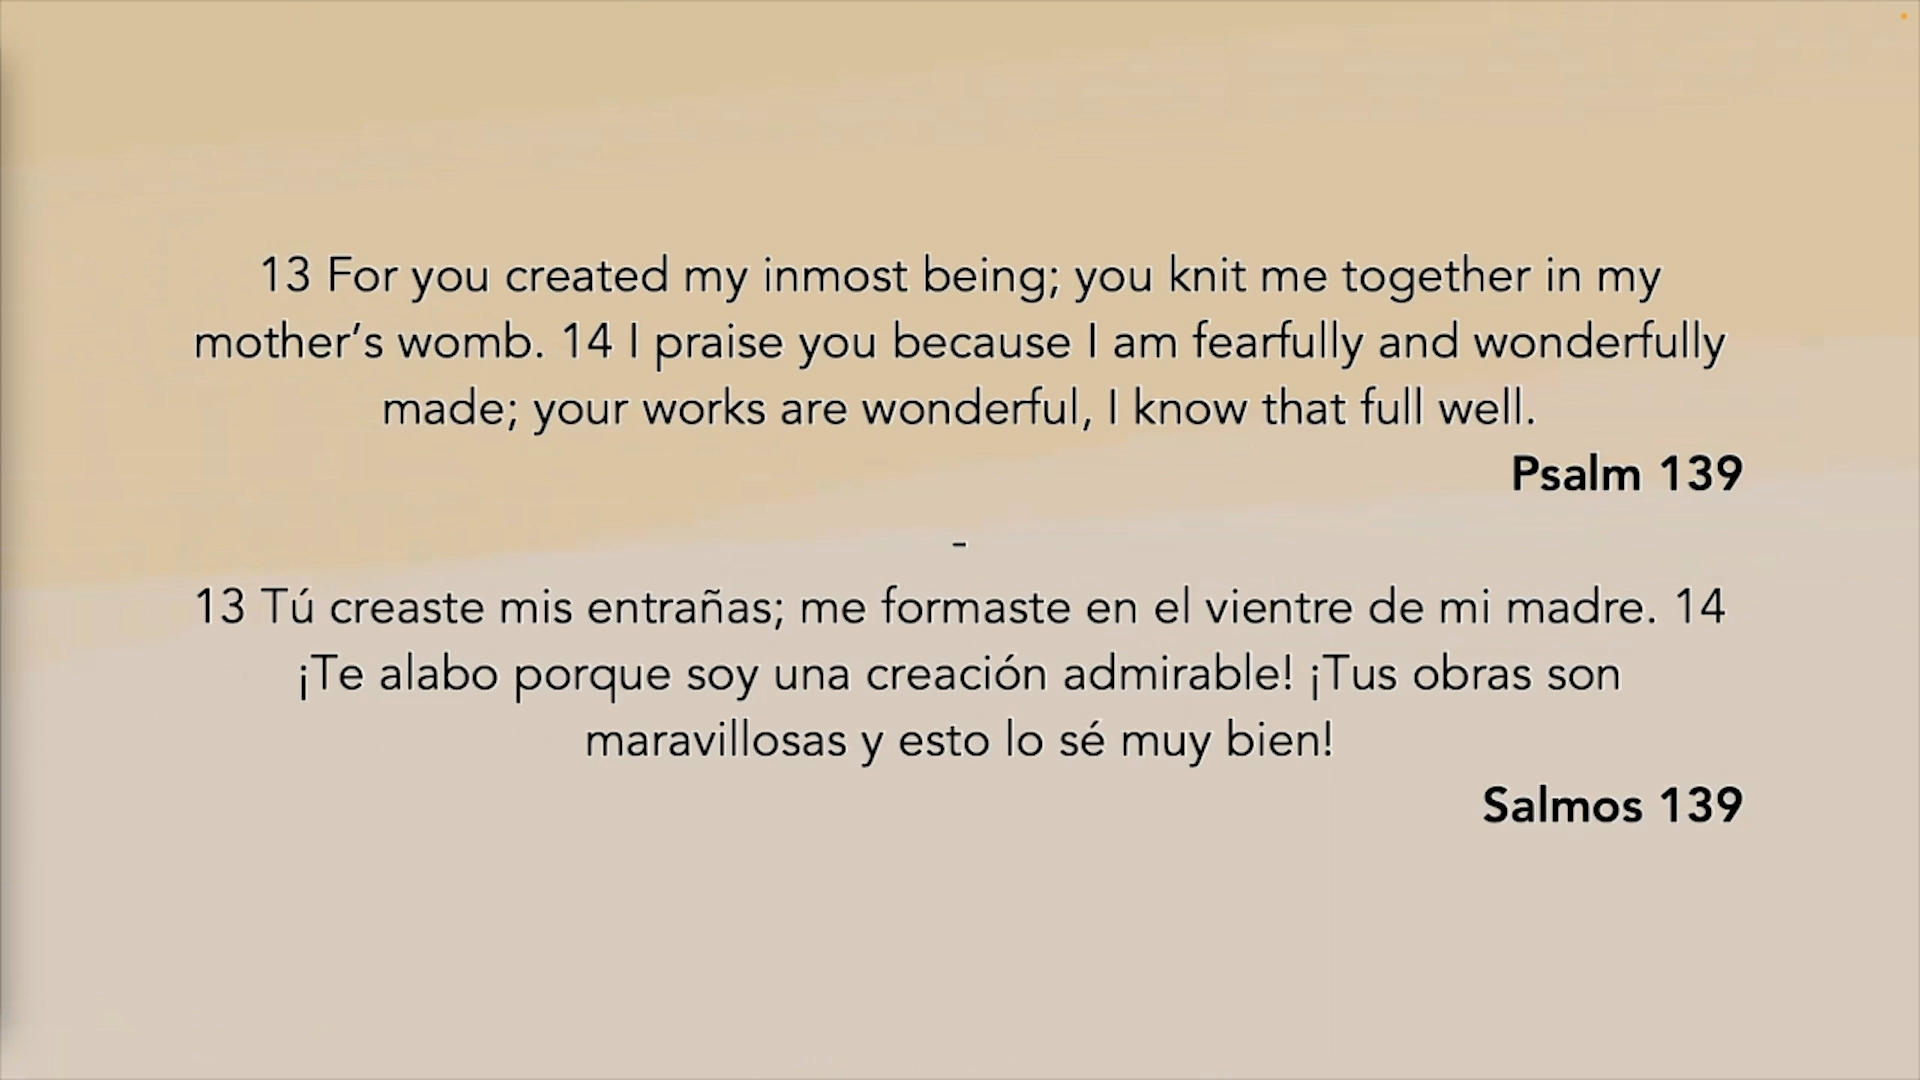 13 For you created my inmost being; you knit me together in my
mother’s womb. 14 I praise you because I am fearfully and wonderfully
made; your works are wonderful, I know that full well.
Psalm 139
-
13 Tú creaste mis entrañas; me formaste en el vientre de mi madre. 14
¡Te alabo porque soy una creación admirable! ¡Tus obras son
maravillosas y esto lo sé muy bien!
Salmos 139